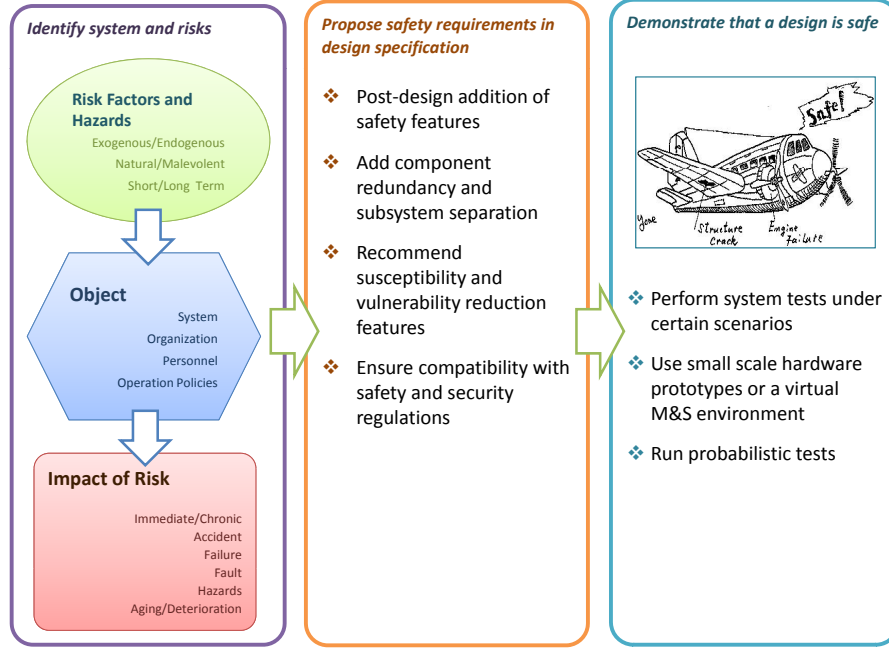 Identify system and risks
Risk Factors and
Hazards
Exogenous/Endogenous
Natural/Malevolent
Short/Long Term
Object
System
Organization
Personnel
Operation Policies
Impact of Risk
Immediate/Chronic
Accident
Failure
Fault
Hazards
Aging/Deterioration
Propose safety requirements in
design specification
Post-design addition of
safety features
Add component
redundancy and
subsystem separation
Recommend
susceptibility and
vulnerability reduction
features
Ensure compatibility with
safety and security
regulations
Demonstrate that a design is safe
Safe!
Structure
Crack
Engine
Failure
Perform system tests under
certain scenarios
Use small scale hardware
prototypes or a virtual
M&S environment
Run probabilistic tests